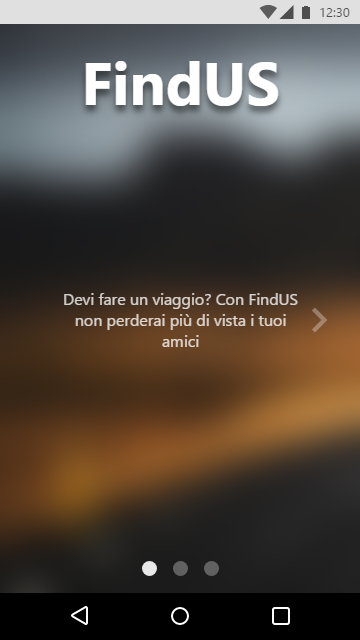 12:30
FindUS
Devi fare un viaggio? Con FindUS
non perderai più di vista i tuoi
amici